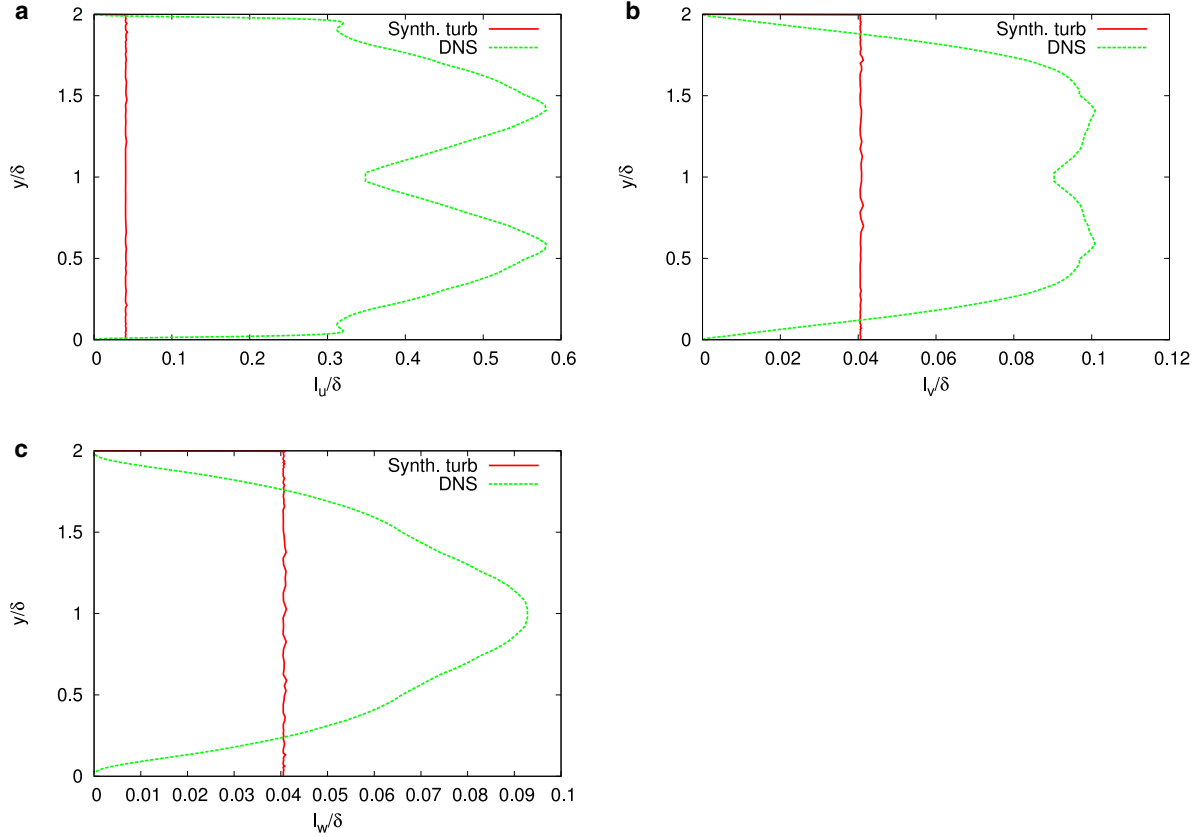 a
2
1.5
1
0.5
0
y/δ
Synth. turb
DNS
0 0.1 0.2 0.3 0.4 0.5 0.6
l_u/δ
b
2
1.5
1
0.5
0
y/δ
Synth. turb
DNS
0 0.02 0.04 0.06 0.08 0.1 0.12
l_v/δ
c
2
1.5
1
0.5
0
y/δ
Synth. turb
DNS
0 0.01 0.02 0.03 0.04 0.05 0.06 0.07 0.08 0.09 0.1
l_w/δ